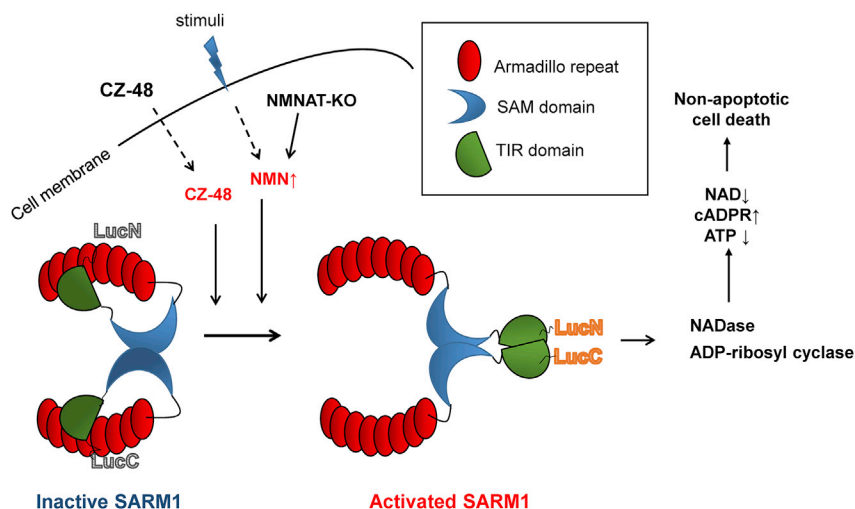 stimuli
CZ-48
NMNAT-KO
Cell membrane
CZ-48
NMN↑
Armadillo repeat
SAM domain
TIR domain
Non-apoptotic
cell death
NAD↓
cADPR↑
ATP ↓
LucN
LucC
LucN
LucC
NADase
ADP-ribosyl cyclase
Inactive SARM1
Activated SARM1